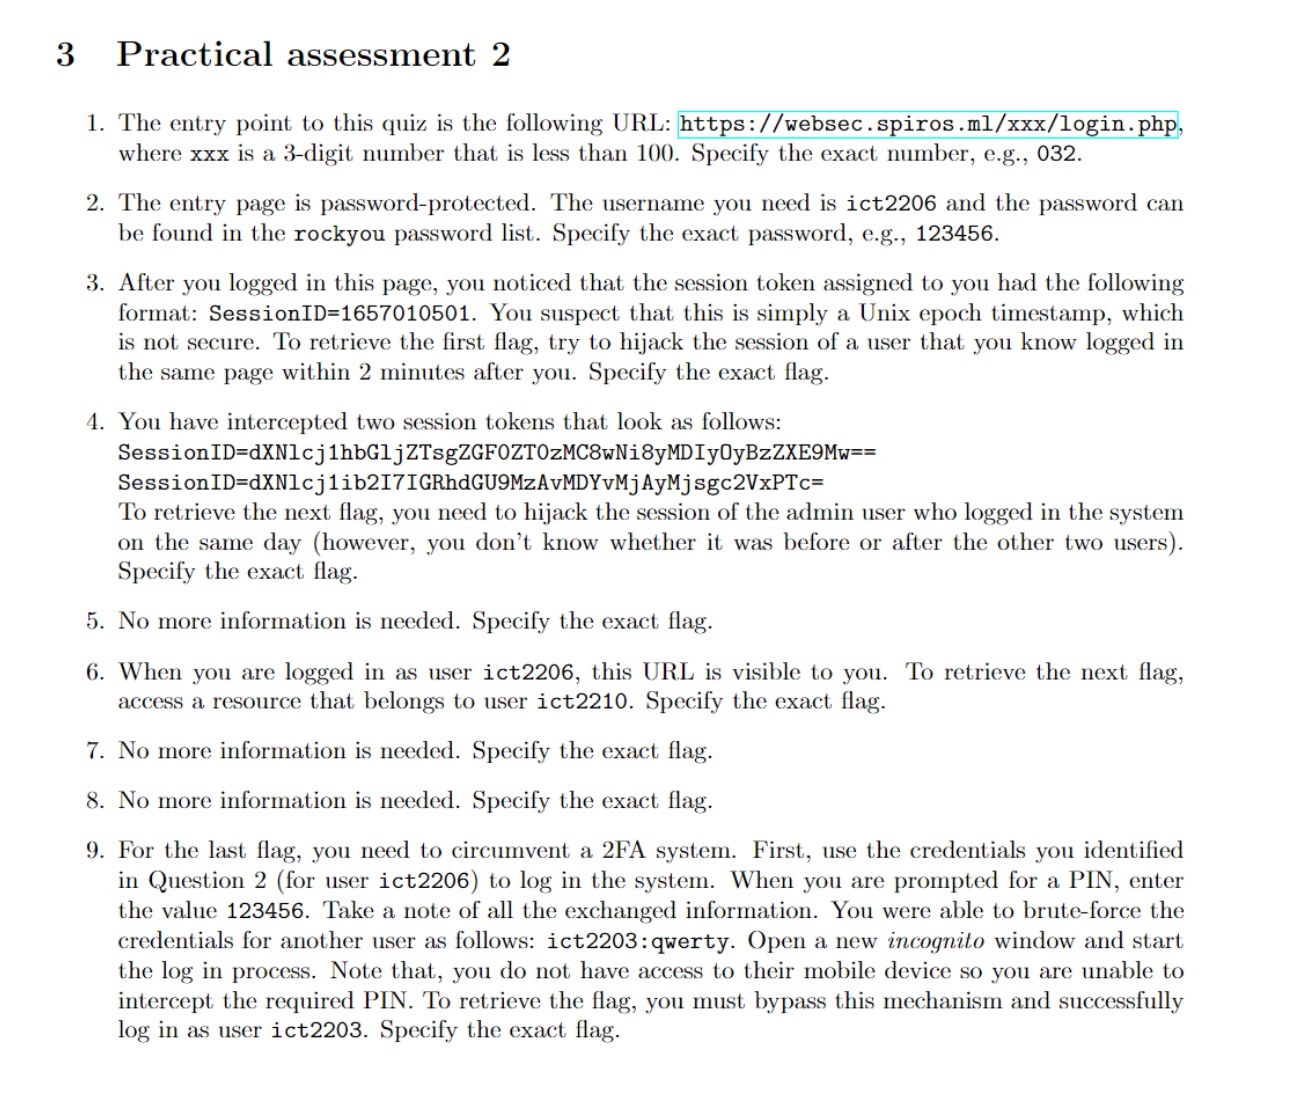 3 Practical assessment 2
1. The entry point to this quiz is the following URL: https://websec.spiros.ml/xxx/login.php,
where xxx is a 3-digit number that is less than 100. Specify the exact number, e.g., 032.
2. The entry page is password-protected. The username you need is ict2206 and the password can
be found in the rockyou password list. Specify the exact password, e.g., 123456.
3. After you logged in this page, you noticed that the session token assigned to you had the following
format: SessionID=1657010501. You suspect that this is simply a Unix epoch timestamp, which
is not secure. To retrieve the first flag, try to hijack the session of a user that you know logged in
the same page within 2 minutes after you. Specify the exact flag.
4. You have intercepted two session tokens that look as follows:
SessionID=dXNlcj1hbGljZTsgZGF0ZT0zMC8wNi8yMDIyOyBzZXE9Mw==
SessionID=dXNlcj1ib2I7IGRhdGU9MzAvMDYvMjAyMjsgc2VxPTc=
To retrieve the next flag, you need to hijack the session of the admin user who logged in the system
on the same day (however, you don't know whether it was before or after the other two users).
Specify the exact flag.
5. No more information is needed. Specify the exact flag.
6. When you are logged in as user ict2206, this URL is visible to you. To retrieve the next flag,
access a resource that belongs to user ict2210. Specify the exact flag.
7. No more information is needed. Specify the exact flag.
8. No more information is needed. Specify the exact flag.
9. For the last flag, you need to circumvent a 2FA system. First, use the credentials you identified
in Question 2 (for user ict2206) to log in the system. When you are prompted for a PIN, enter
the value 123456. Take a note of all the exchanged information. You were able to brute-force the
credentials for another user as follows: ict2203:qwerty. Open a new incognito window and start
the log in process. Note that, you do not have access to their mobile device so you are unable to
intercept the required PIN. To retrieve the flag, you must bypass this mechanism and successfully
log in as user ict2203. Specify the exact flag.